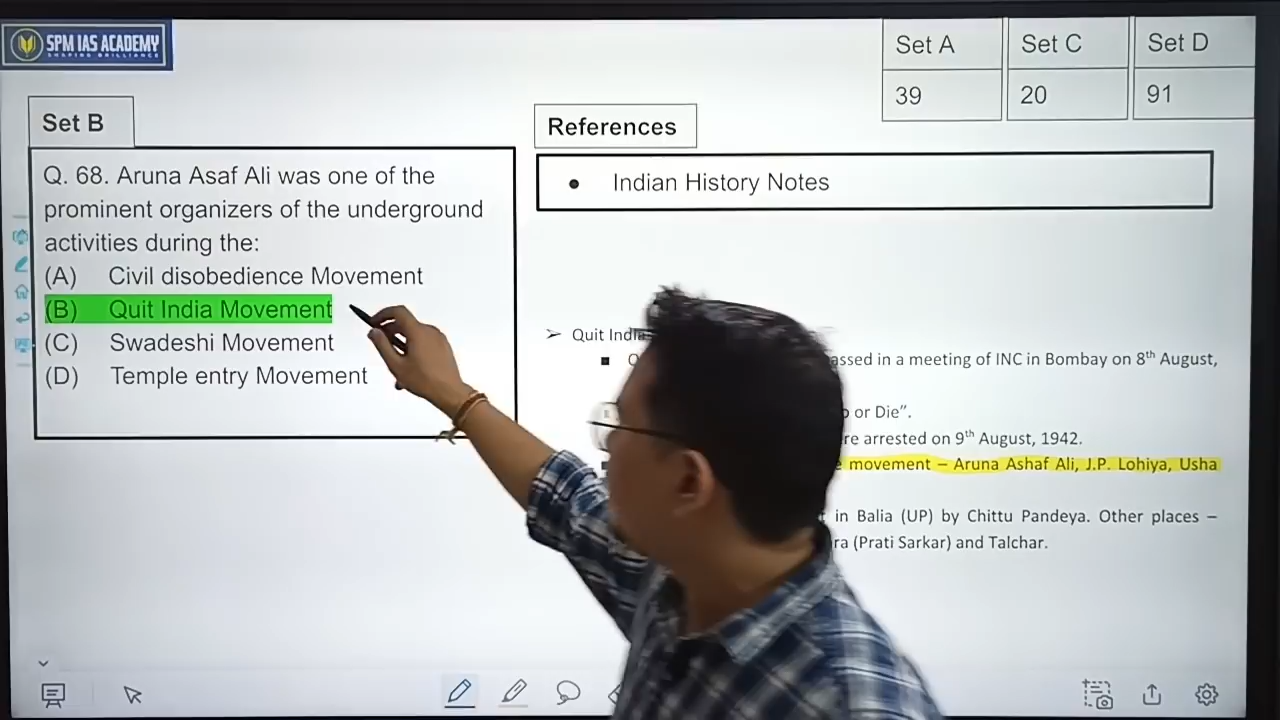 SPM IAS ACADEMY
SHAPING BRILLIANCE
Set A
Set C
Set D
39
20
91
Set B
Q. 68. Aruna Asaf Ali was one of the
prominent organizers of the underground
activities during the:
(A) Civil disobedience Movement
(B) Quit India Movement
(C) Swadeshi Movement
(D) Temple entry Movement
References
• Indian History Notes
➢ Quit India
assed in a meeting of INC in Bombay on 8th August,
or Die”.
re arrested on 9th August, 1942.
movement – Aruna Ashaf Ali, J.P. Lohiya, Usha
in Balia (UP) by Chittu Pandeya. Other places –
ra (Prati Sarkar) and Talchar.